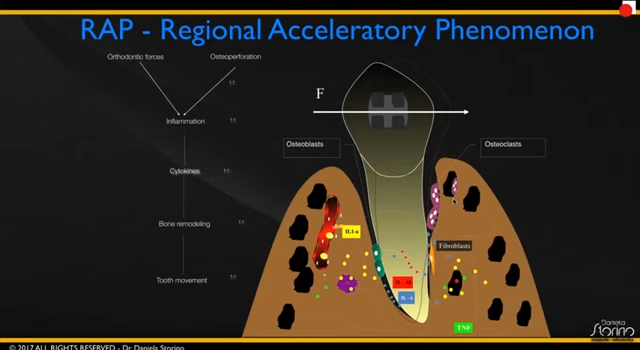 RAP - Regional Acceleratory Phenomenon
Orthodontic forces
Osteoperforation
Inflammation
Cytokines
Bone remodeling
Tooth movement
F
Osteoblasts
Osteoclasts
IL1-a
Fibroblasts
IL-6
TNF
Daniela
Storino
© 2017 ALL RIGHTS RESERVED - Dr. Daniela Storino